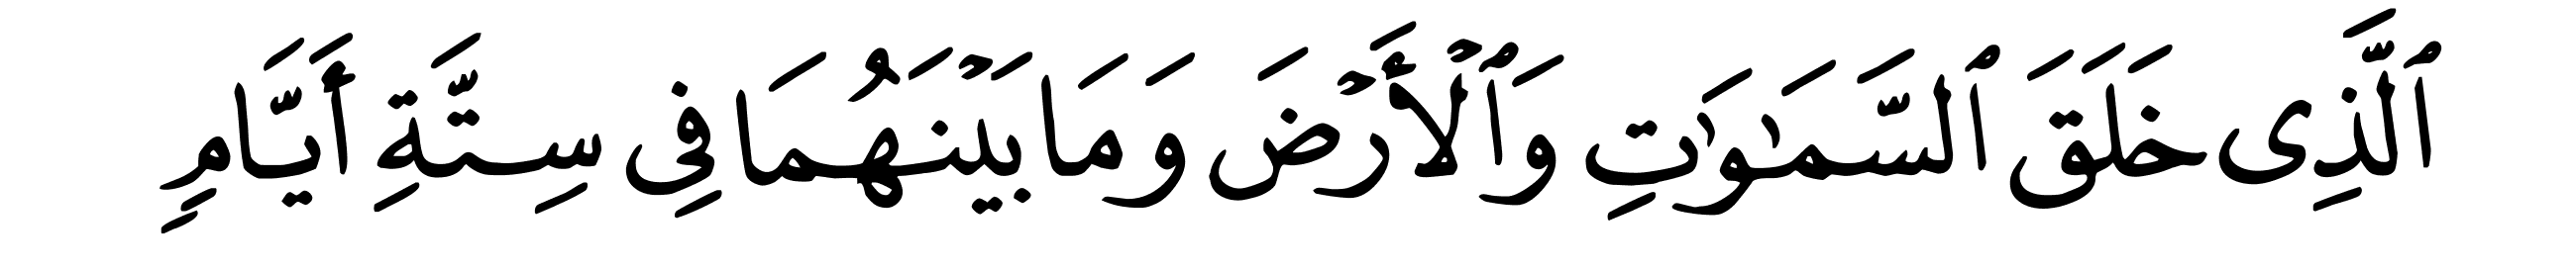 ٱلَّذِى خَلَقَ ٱلسَّمَـٰوَٰتِ وَٱلْأَرْضَ وَمَا بَيْنَهُمَا فِى سِتَّةِ أَيَّامٍ